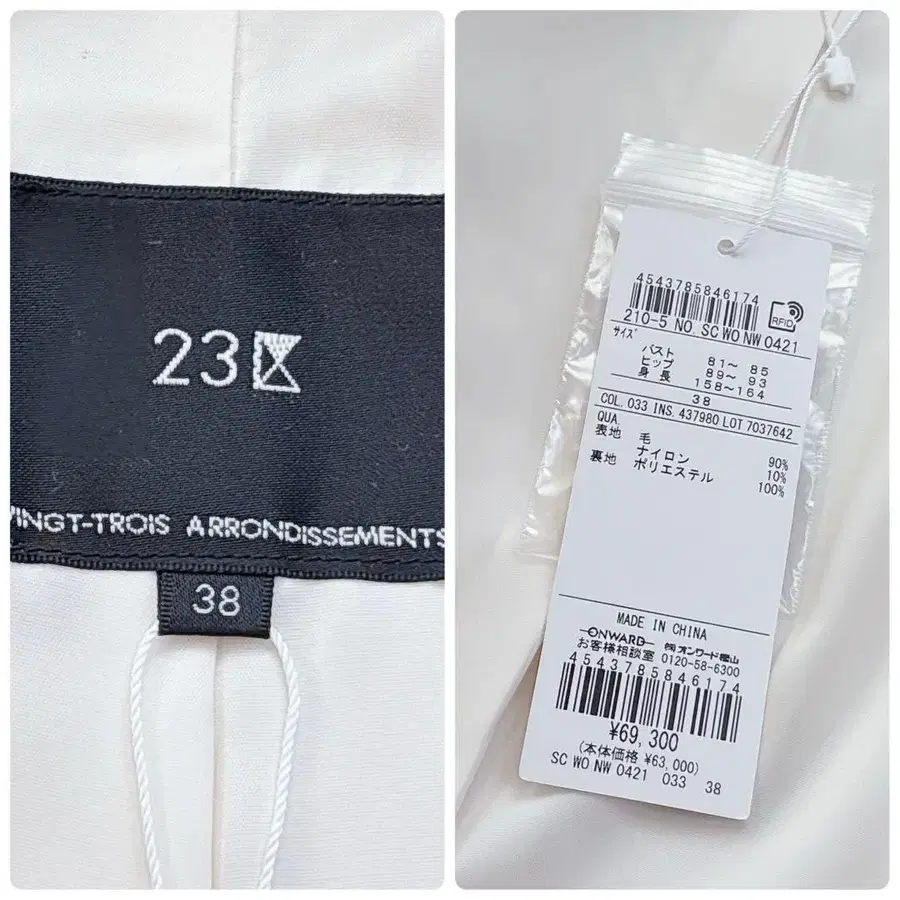 23区
VINGT-TROIS ARRONDISSEMENTS
38
4543785846174
RFID
210-5 NO SC WO NW 0421
サイズ
バスト 81～ 85
ヒップ 89～ 93
身長 158～164
38
COL. 033 INS. 437980 LOT 7037642
QUA.
表地 毛 90%
ナイロン 10%
裏地 ポリエステル 100%
MADE IN CHINA
ONWARD ㈱オンワード樫山
お客様相談室 0120-58-6300
4543785846174
¥69,300
(本体価格 ¥63,000)
SC WO NW 0421 033 38